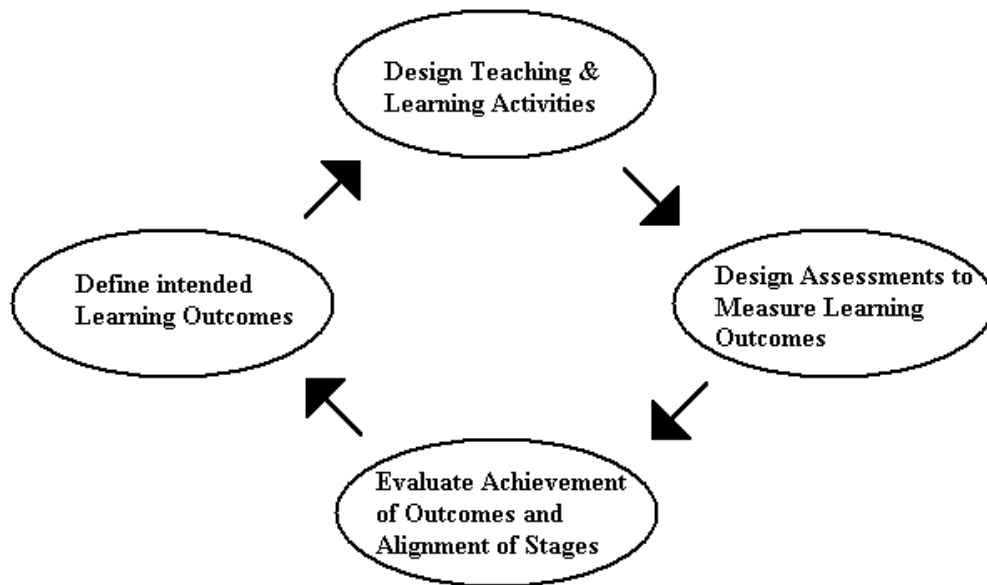 Design Teaching &
Learning Activities
Define intended
Learning Outcomes
Design Assessments to
Measure Learning
Outcomes
Evaluate Achievement
of Outcomes and
Alignment of Stages